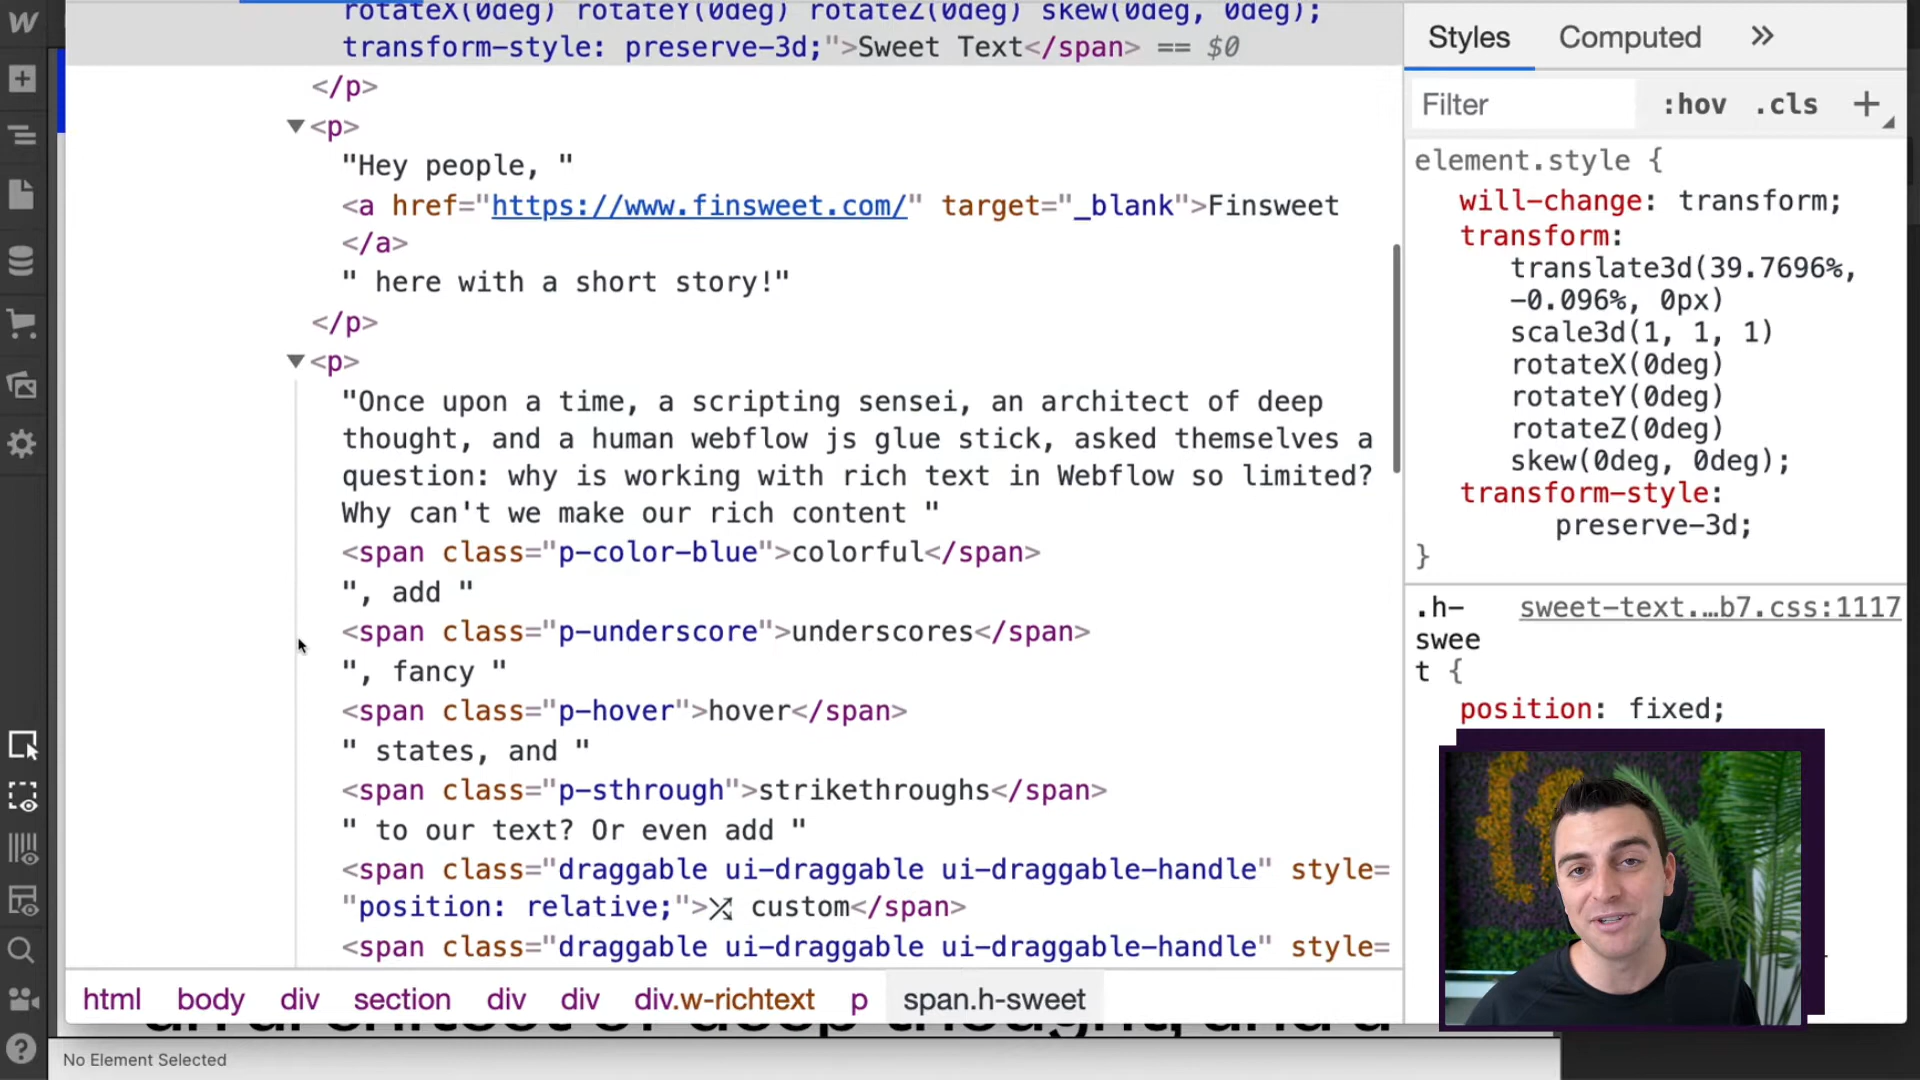 rotateX(0deg) rotateY(0deg) rotateZ(0deg) skew(0deg, 0deg);
transform-style: preserve-3d;">Sweet Text</span> == $0
</p>
<p>
"Hey people, "
<a href="https://www.finsweet.com/" target="_blank">Finsweet
</a>
" here with a short story!"
</p>
<p>
"Once upon a time, a scripting sensei, an architect of deep
thought, and a human webflow js glue stick, asked themselves a
question: why is working with rich text in Webflow so limited?
Why can't we make our rich content "
<span class="p-color-blue">colorful</span>
", add "
<span class="p-underscore">underscores</span>
", fancy "
<span class="p-hover">hover</span>
" states, and "
<span class="p-sthrough">strikethroughs</span>
" to our text? Or even add "
<span class="draggable ui-draggable ui-draggable-handle" style=
"position: relative;">⤮ custom</span>
<span class="draggable ui-draggable ui-draggable-handle" style=
html body div section div div div.w-richtext p span.h-sweet
No Element Selected
Styles Computed »
Filter :hov .cls +
element.style {
will-change: transform;
transform:
translate3d(39.7696%,
-0.096%, 0px)
scale3d(1, 1, 1)
rotateX(0deg)
rotateY(0deg)
rotateZ(0deg)
skew(0deg, 0deg);
transform-style:
preserve-3d;
}
.h- sweet-text.…b7.css:1117
swee
t {
position: fixed;